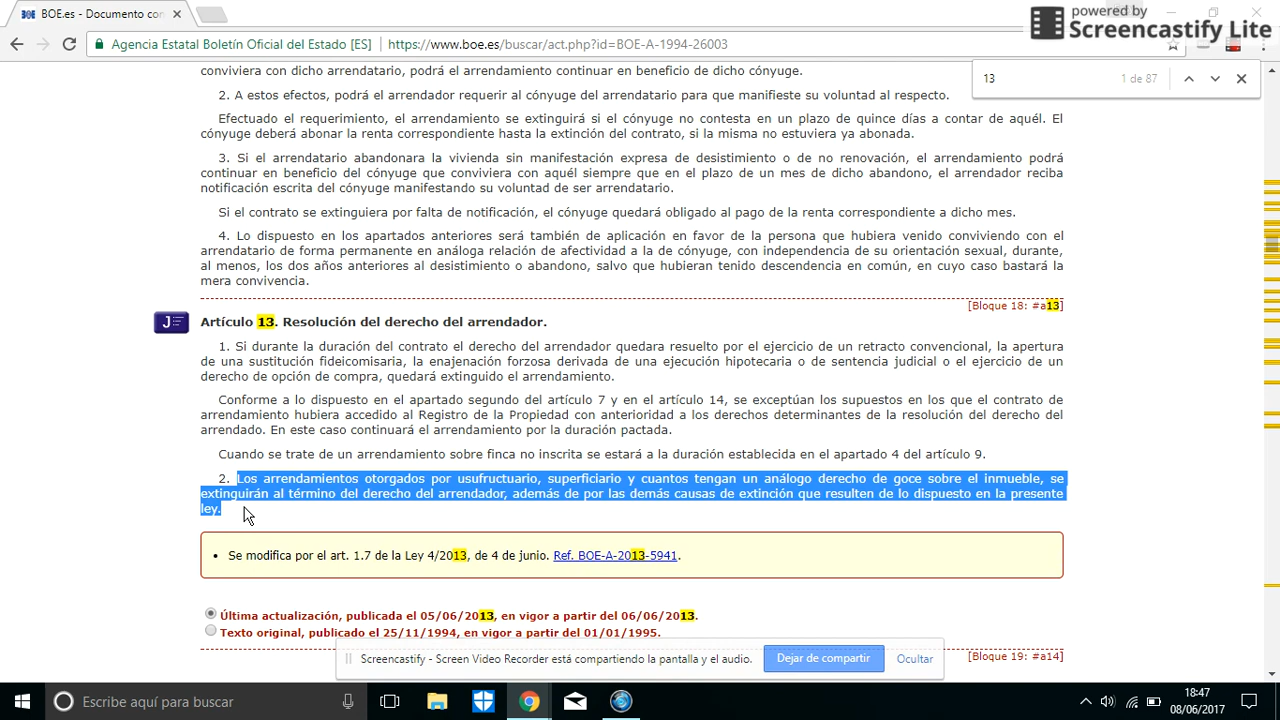 BOE.es - Documento con
powered by
Screencastify Lite
Agencia Estatal Boletín Oficial del Estado [ES]
https://www.boe.es/buscar/act.php?id=BOE-A-1994-26003
13
1 de 87
conviviera con dicho arrendatario, podrá el arrendamiento continuar en beneficio de dicho cónyuge.
2. A estos efectos, podrá el arrendador requerir al cónyuge del arrendatario para que manifieste su voluntad al respecto.
Efectuado el requerimiento, el arrendamiento se extinguirá si el cónyuge no contesta en un plazo de quince días a contar de aquél. El
cónyuge deberá abonar la renta correspondiente hasta la extinción del contrato, si la misma no estuviera ya abonada.
3. Si el arrendatario abandonara la vivienda sin manifestación expresa de desistimiento o de no renovación, el arrendamiento podrá
continuar en beneficio del cónyuge que conviviera con aquél siempre que en el plazo de un mes de dicho abandono, el arrendador reciba
notificación escrita del cónyuge manifestando su voluntad de ser arrendatario.
Si el contrato se extinguiera por falta de notificación, el cónyuge quedará obligado al pago de la renta correspondiente a dicho mes.
4. Lo dispuesto en los apartados anteriores será también de aplicación en favor de la persona que hubiera venido conviviendo con el
arrendatario de forma permanente en análoga relación de afectividad a la de cónyuge, con independencia de su orientación sexual, durante,
al menos, los dos años anteriores al desistimiento o abandono, salvo que hubieran tenido descendencia en común, en cuyo caso bastará la
mera convivencia.
[Bloque 18: #a13]
Artículo 13. Resolución del derecho del arrendador.
1. Si durante la duración del contrato el derecho del arrendador quedara resuelto por el ejercicio de un retracto convencional, la apertura
de una sustitución fideicomisaria, la enajenación forzosa derivada de una ejecución hipotecaria o de sentencia judicial o el ejercicio de un
derecho de opción de compra, quedará extinguido el arrendamiento.
Conforme a lo dispuesto en el apartado segundo del artículo 7 y en el artículo 14, se exceptúan los supuestos en los que el contrato de
arrendamiento hubiera accedido al Registro de la Propiedad con anterioridad a los derechos determinantes de la resolución del derecho del
arrendado. En este caso continuará el arrendamiento por la duración pactada.
Cuando se trate de un arrendamiento sobre finca no inscrita se estará a la duración establecida en el apartado 4 del artículo 9.
2. Los arrendamientos otorgados por usufructuario, superficiario y cuantos tengan un análogo derecho de goce sobre el inmueble, se
extinguirán al término del derecho del arrendador, además de por las demás causas de extinción que resulten de lo dispuesto en la presente
ley.
• Se modifica por el art. 1.7 de la Ley 4/2013, de 4 de junio. Ref. BOE-A-2013-5941.
Última actualización, publicada el 05/06/2013, en vigor a partir del 06/06/2013.
Texto original, publicado el 25/11/1994, en vigor a partir del 01/01/1995.
[Bloque 19: #a14]
Screencastify - Screen Video Recorder está compartiendo la pantalla y el audio.
Dejar de compartir
Ocultar
Escribe aquí para buscar
18:47
08/06/2017